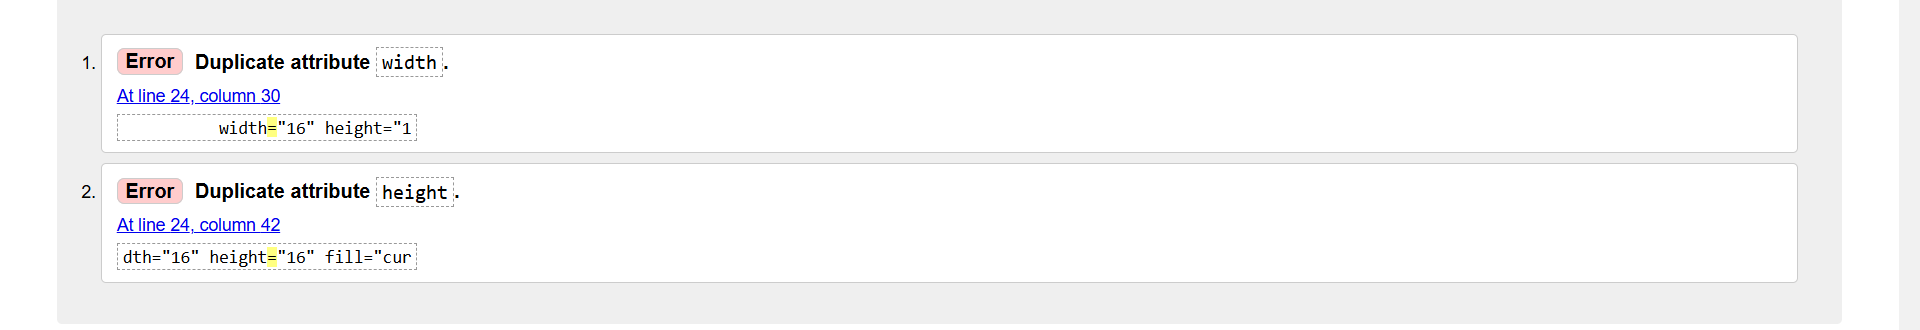 1. Error Duplicate attribute width.
At line 24, column 30
width="16" height="1
2. Error Duplicate attribute height.
At line 24, column 42
dth="16" height="16" fill="cur